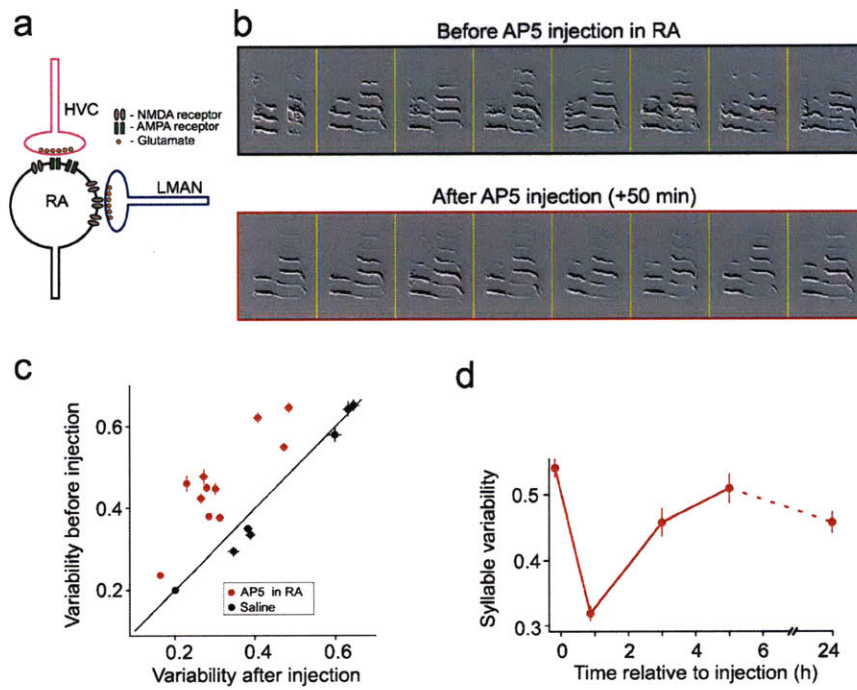 a
HVC
- NMDA receptor
- AMPA receptor
- Glutamate
RA
LMAN
b
Before AP5 injection in RA
After AP5 injection (+50 min)
c
Variability before injection
0.6
0.4
0.2
AP5 in RA
Saline
0.2 0.4 0.6
Variability after injection
d
Syllable variability
0.5
0.4
0.3
0 2 4 6 24
Time relative to injection (h)